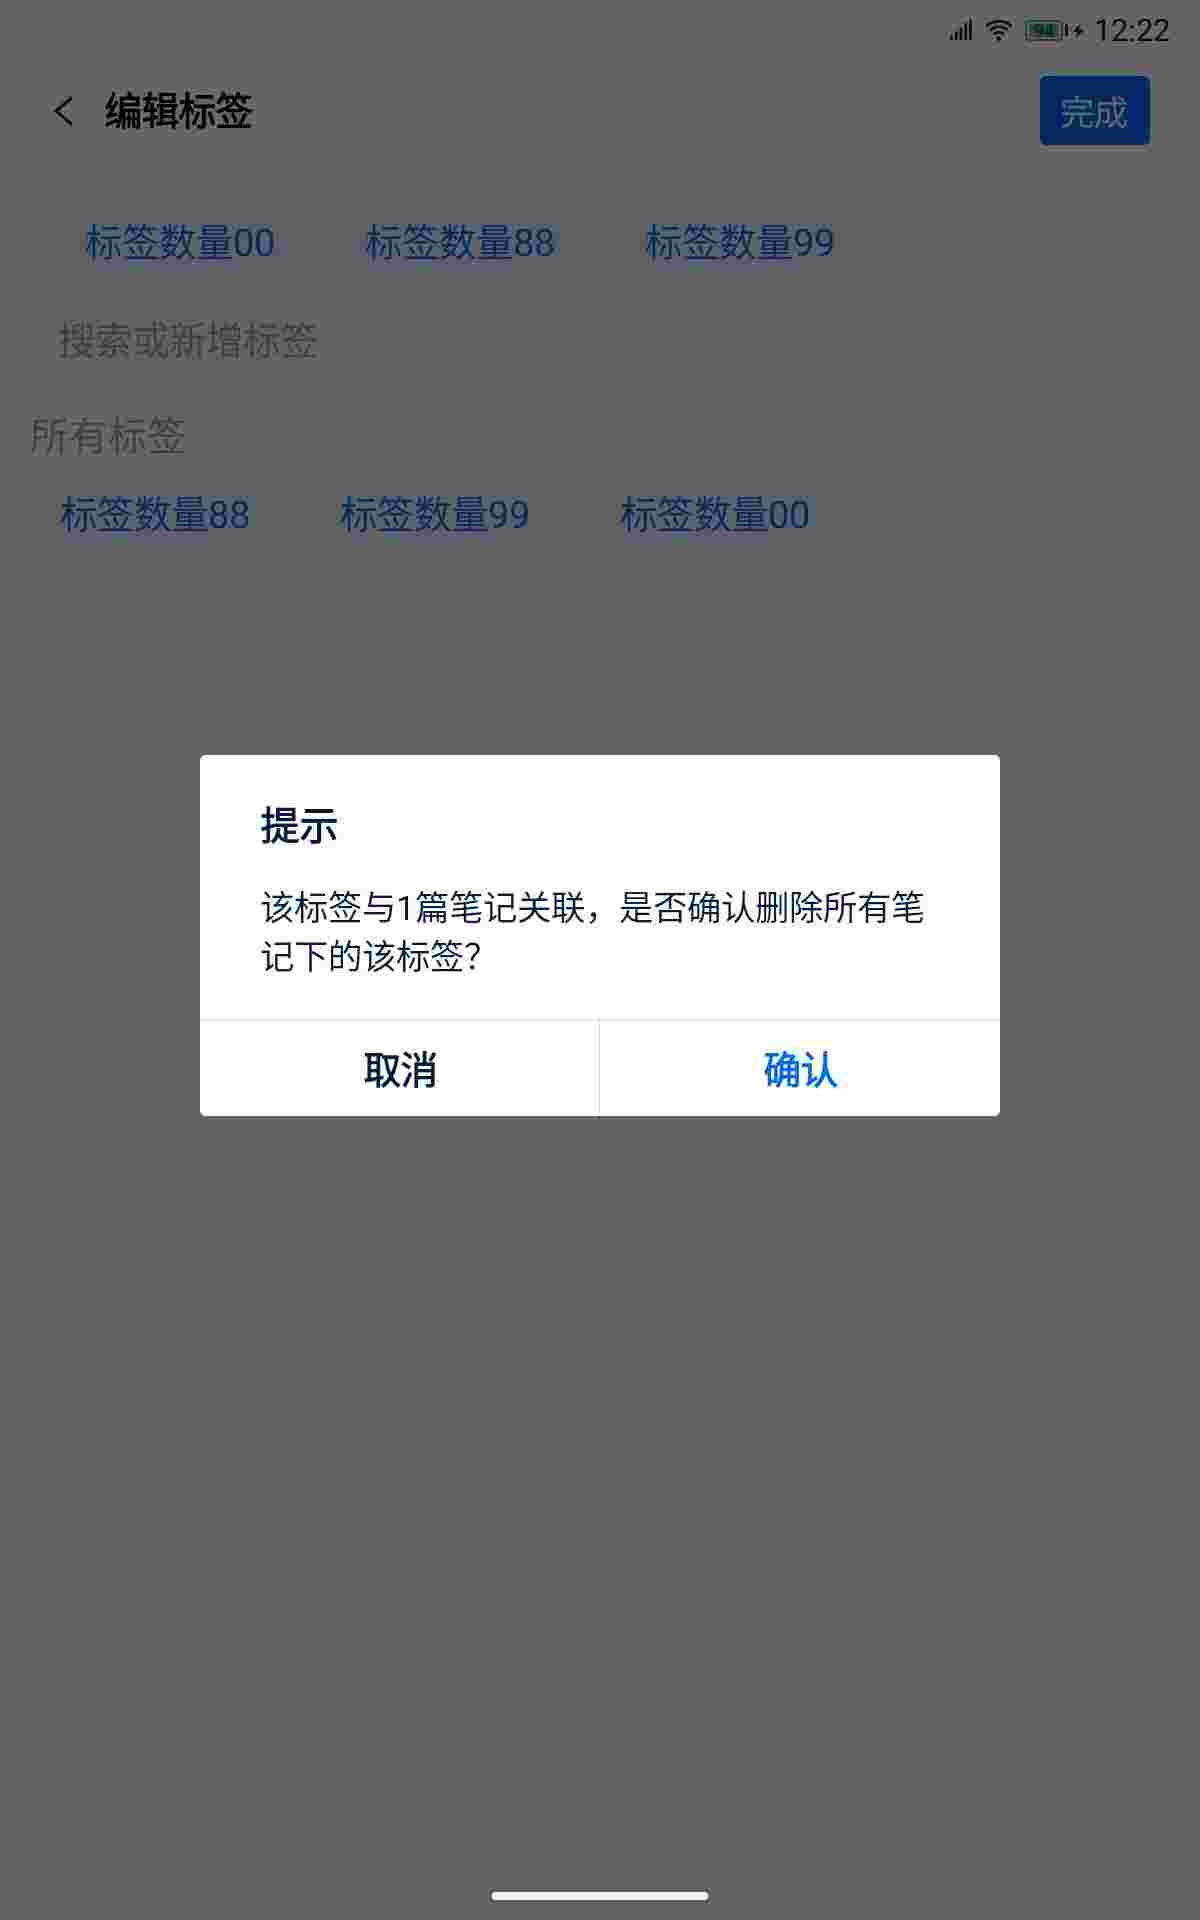 94 12:22
编辑标签 完成
标签数量00 标签数量88 标签数量99
搜索或新增标签
所有标签
标签数量88 标签数量99 标签数量00
提示
该标签与1篇笔记关联，是否确认删除所有笔
记下的该标签？
取消 确认